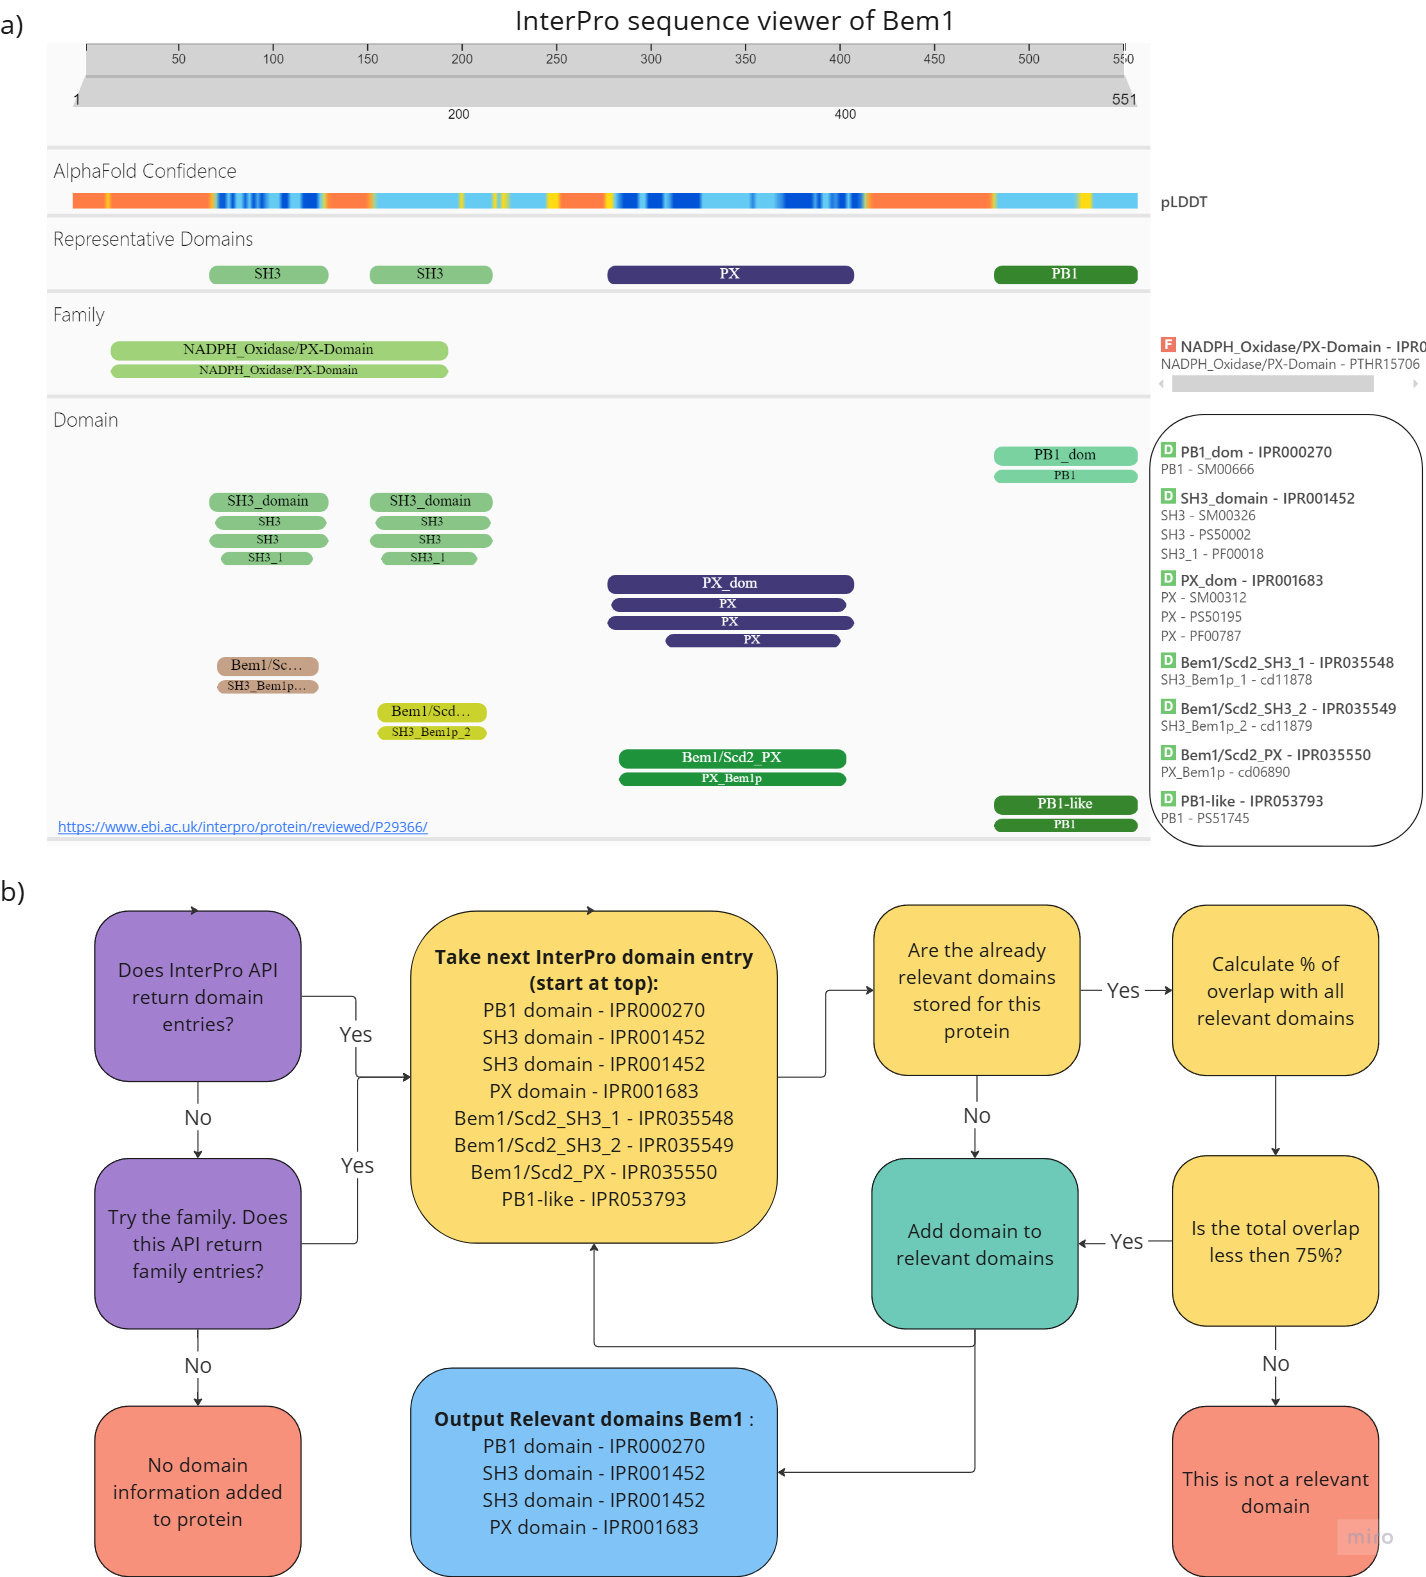 a)
InterPro sequence viewer of Bem1
50 100 150 200 250 300 350 400 450 500 550
1 551
200 400
AlphaFold Confidence
pLDDT
Representative Domains
SH3 SH3 PX PB1
Family
NADPH_Oxidase/PX-Domain
NADPH_Oxidase/PX-Domain
F NADPH_Oxidase/PX-Domain - IPR0
NADPH_Oxidase/PX-Domain - PTHR15706
Domain
PB1_dom
PB1
D PB1_dom - IPR000270
PB1 - SM00666
SH3_domain SH3_domain
SH3 SH3
SH3 SH3
SH3_1 SH3_1
D SH3_domain - IPR001452
SH3 - SM00326
SH3 - PS50002
SH3_1 - PF00018
PX_dom
PX
PX
PX
D PX_dom - IPR001683
PX - SM00312
PX - PS50195
PX - PF00787
Bem1/Sc...
SH3_Bem1p...
D Bem1/Scd2_SH3_1 - IPR035548
SH3_Bem1p_1 - cd11878
Bem1/Scd...
SH3_Bem1p_2
D Bem1/Scd2_SH3_2 - IPR035549
SH3_Bem1p_2 - cd11879
Bem1/Scd2_PX
PX_Bem1p
D Bem1/Scd2_PX - IPR035550
PX_Bem1p - cd06890
PB1-like
PB1
D PB1-like - IPR053793
PB1 - PS51745
https://www.ebi.ac.uk/interpro/protein/reviewed/P29366/
b)
Does InterPro API
return domain
entries?
Yes
No
Try the family. Does
this API return
family entries?
Yes
No
No domain
information added
to protein
Take next InterPro domain entry
(start at top):
PB1 domain - IPR000270
SH3 domain - IPR001452
SH3 domain - IPR001452
PX domain - IPR001683
Bem1/Scd2_SH3_1 - IPR035548
Bem1/Scd2_SH3_2 - IPR035549
Bem1/Scd2_PX - IPR035550
PB1-like - IPR053793
Are the already
relevant domains
stored for this
protein
Yes
No
Calculate % of
overlap with all
relevant domains
Add domain to
relevant domains
Yes
Is the total overlap
less then 75%?
No
This is not a relevant
domain
Output Relevant domains Bem1 :
PB1 domain - IPR000270
SH3 domain - IPR001452
SH3 domain - IPR001452
PX domain - IPR001683
miro